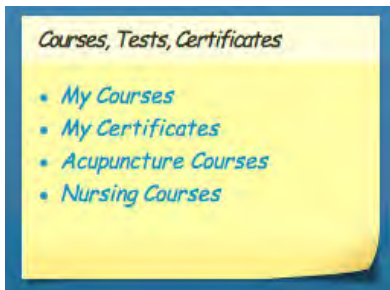 Courses, Tests, Certificates
My Courses
My Certificates
Acupuncture Courses
Nursing Courses